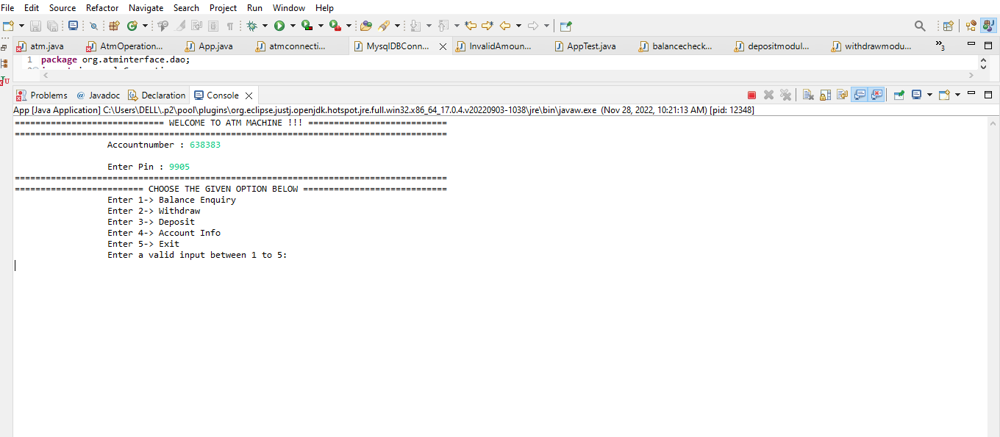 File Edit Source Refactor Navigate Search Project Run Window Help
atm.java AtmOperation... App.java atmconnecti... MysqlDBConn... InvalidAmoun... AppTest.java balancecheck... depositmodul... withdrawmodu... »3
1 package org.atminterface.dao;
Problems @ Javadoc Declaration Console
App [Java Application] C:\Users\DELL\.p2\pool\plugins\org.eclipse.justj.openjdk.hotspot.jre.full.win32.x86_64_17.0.4.v20220903-1038\jre\bin\javaw.exe (Nov 28, 2022, 10:21:13 AM) [pid: 12348]
============================= WELCOME TO ATM MACHINE !!! ===========================
====================================================================================
Accountnumber : 638383
Enter Pin : 9905
====================================================================================
========================= CHOOSE THE GIVEN OPTION BELOW ============================
Enter 1-> Balance Enquiry
Enter 2-> Withdraw
Enter 3-> Deposit
Enter 4-> Account Info
Enter 5-> Exit
Enter a valid input between 1 to 5: